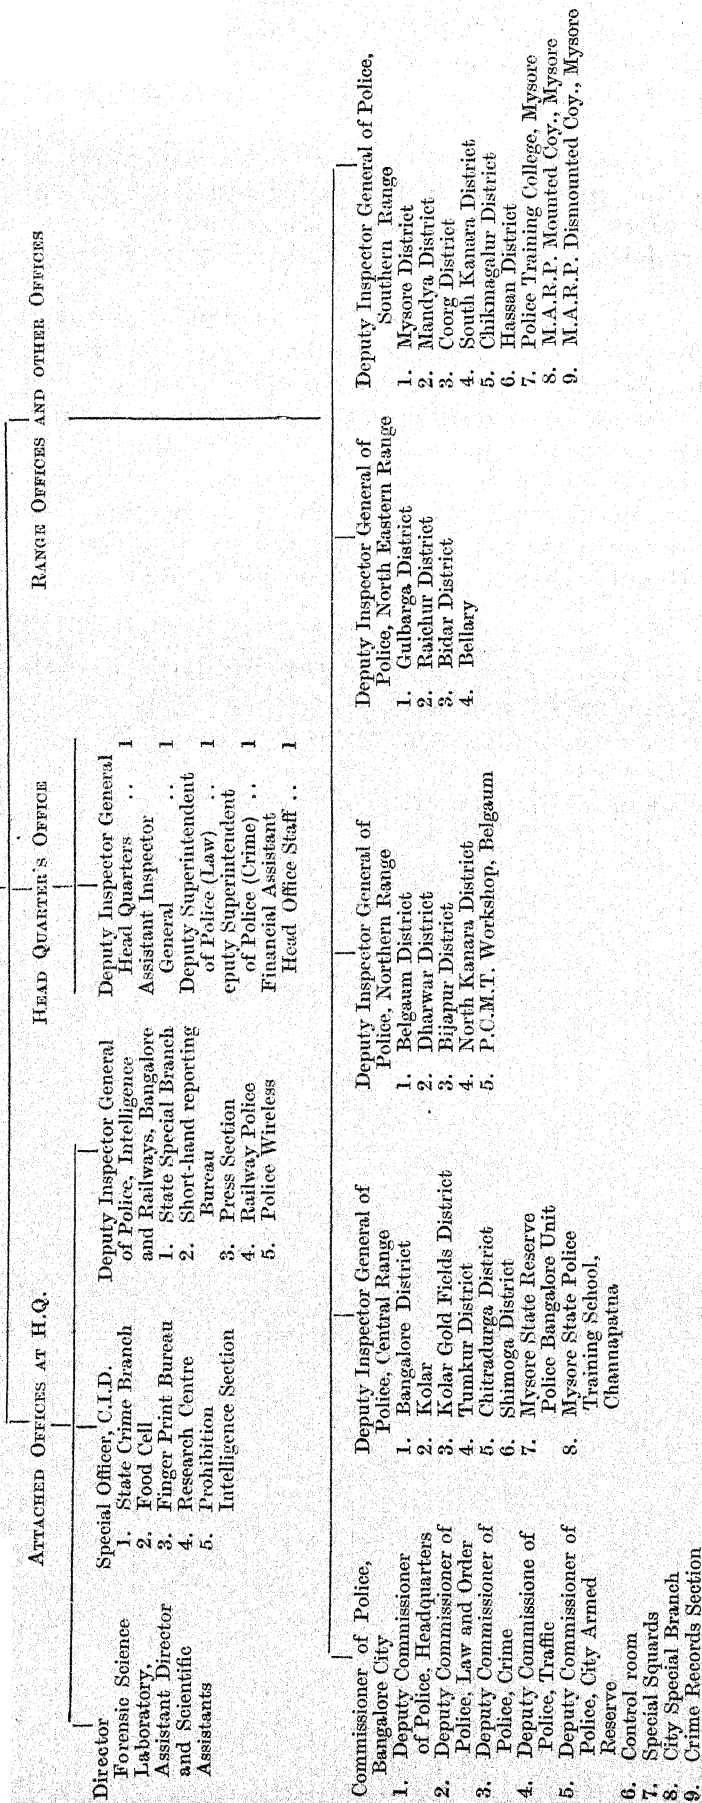 ATTACHED OFFICES AT H.Q.
HEAD QUARTER'S OFFICE
RANGE OFFICES AND OTHER OFFICES
Director
Forensic Science
Laboratory,
Assistant Director
and Scientific
Assistants
Special Officer, C.I.D.
1. State Crime Branch
2. Food Cell
3. Finger Print Bureau
4. Research Centre
5. Prohibition
Intelligence Section
Deputy Inspector General
of Police, Intelligence
and Railways, Bangalore
1. State Special Branch
2. Short-hand reporting
Bureau
3. Press Section
4. Railway Police
5. Police Wireless
Deputy Inspector General
Head Quarters .. 1
Assistant Inspector
General .. 1
Deputy Superintendent
of Police (Law) .. 1
eputy Superintendent
of Police (Crime) .. 1
Financial Assistant
Head Office Staff .. 1
Commissioner of Police,
Bangalore City
1. Deputy Commissioner
of Police, Headquarters
2. Deputy Commissioner of
Police, Law and Order
3. Deputy Commissioner of
Police, Crime
4. Deputy Commissione of
Police, Traffic
5. Deputy Commissioner of
Police, City Armed
Reserve
6. Control room
7. Special Squards
8. City Special Branch
9. Crime Records Section
Deputy Inspector General of
Police, Central Range
1. Bangalore District
2. Kolar
3. Kolar Gold Fields District
4. Tumkur District
5. Chitradurga District
6. Shimoga District
7. Mysore State Reserve
Police Bangalore Unit
8. Mysore State Police
Training School,
Channapatna
Deputy Inspector General of
Police, Northern Range
1. Belgaum District
2. Dharwar District
3. Bijapur District
4. North Kanara District
5. P.C.M.T. Workshop, Belgaum
Deputy Inspector General of
Police, North Eastern Range
1. Gulbarga District
2. Raichur District
3. Bidar District
4. Bellary
Deputy Inspector General of Police,
Southern Range
1. Mysore District
2. Mandya District
3. Coorg District
4. South Kanara District
5. Chikmagalur District
6. Hassan District
7. Police Training College, Mysore
8. M.A.R.P. Mounted Coy., Mysore
9. M.A.R.P. Dismounted Coy., Mysore